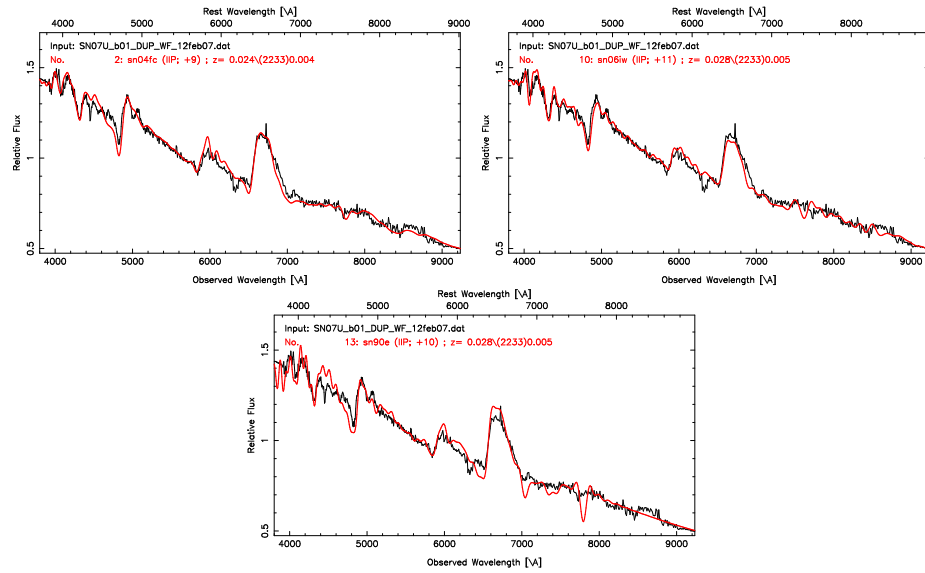 Rest Wavelength [\A]
4000 5000 6000 7000 8000 9000
Input: SN07U_b01_DUP_WF_12feb07.dat
No. 2: sn04fc (IIP; +9) ; z= 0.024\(2233)0.004
Relative Flux
0.5 1 1.5
4000 5000 6000 7000 8000 9000
Observed Wavelength [\A]
Rest Wavelength [\A]
4000 5000 6000 7000 8000
Input: SN07U_b01_DUP_WF_12feb07.dat
No. 10: sn06iw (IIP; +11) ; z= 0.028\(2233)0.005
Relative Flux
0.5 1 1.5
4000 5000 6000 7000 8000 9000
Observed Wavelength [\A]
Rest Wavelength [\A]
4000 5000 6000 7000 8000
Input: SN07U_b01_DUP_WF_12feb07.dat
No. 13: sn90e (IIP; +10) ; z= 0.028\(2233)0.005
Relative Flux
0.5 1 1.5
4000 5000 6000 7000 8000 9000
Observed Wavelength [\A]